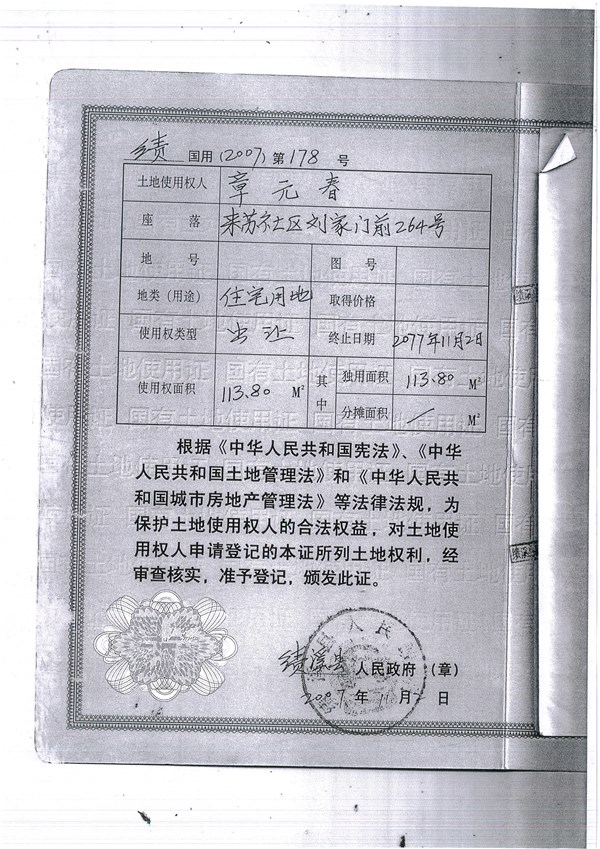 绩 国用(2007)第178号
土地使用权人 章元春
座落 来苏社区刘家门前264号
地号 图号
地类(用途) 住宅用地 取得价格
使用权类型 出让 终止日期 2077年11月2日
使用权面积 113.80 M² 其中 独用面积 113.80 M²
分摊面积 / M²
根据《中华人民共和国宪法》、《中华
人民共和国土地管理法》和《中华人民共
和国城市房地产管理法》等法律法规，为
保护土地使用权人的合法权益，对土地使
用权人申请登记的本证所列土地权利，经
审查核实，准予登记，颁发此证。
绩溪县 人民政府（章）
2007年11月2日